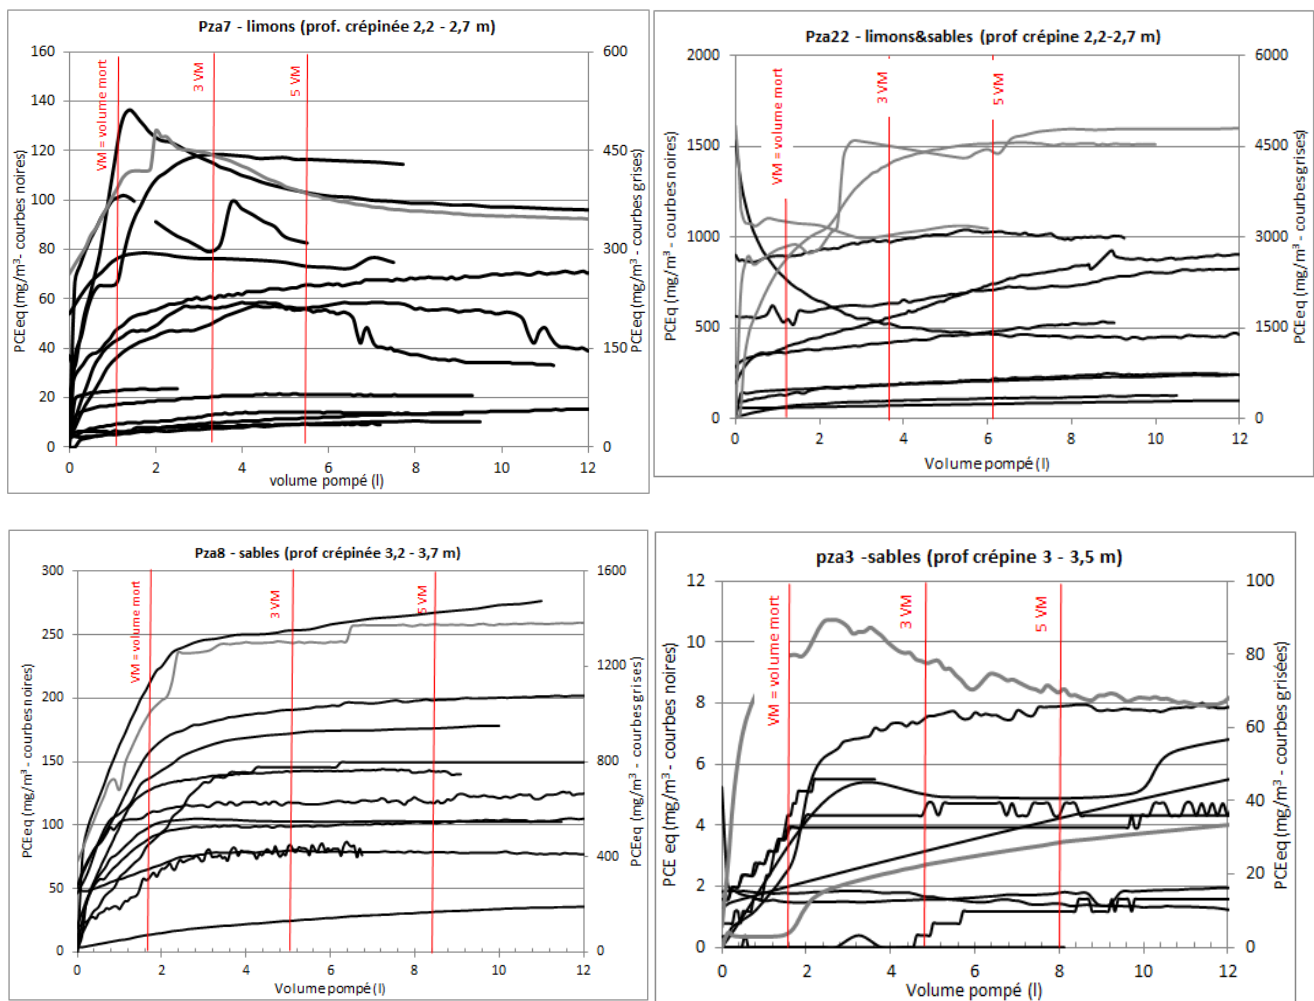 Pza7 - limons (prof. crépinée 2,2 - 2,7 m)
160
140
120
100
80
60
40
20
0
600
450
300
150
0
0
2
4
6
8
10
12
PCEeq (mg/m³- courbes noires)
PCEeq (mg/m³ - courbes grises)
volume pompé (l)
VM = volume mort
3 VM
5 VM
Pza22 - limons&sables (prof crépine 2,2-2,7 m)
2000
1500
1000
500
0
6000
4500
3000
1500
0
0
2
4
6
8
10
12
PCEeq (mg/m³ - courbes noires)
PCEeq (mg/m³ - courbes grises)
Volume pompé (l)
VM = volume mort
3 VM
5 VM
Pza8 - sables (prof crépinée 3,2 - 3,7 m)
300
250
200
150
100
50
0
1600
1200
800
400
0
0
2
4
6
8
10
12
PCEeq (mg/m³ - courbes noires)
PCEeq (mg/m³ - courbes grises)
Volume pompé (l)
VM = volume mort
3 VM
5 VM
pza3 -sables (prof crépine 3 - 3,5 m)
12
10
8
6
4
2
0
100
80
60
40
20
0
0
2
4
6
8
10
12
PCE eq (mg/m³ - courbes noires)
PCEeq (mg/m³ - courbes grisées)
Volume pompé (l)
VM = volume mort
3 VM
5 VM